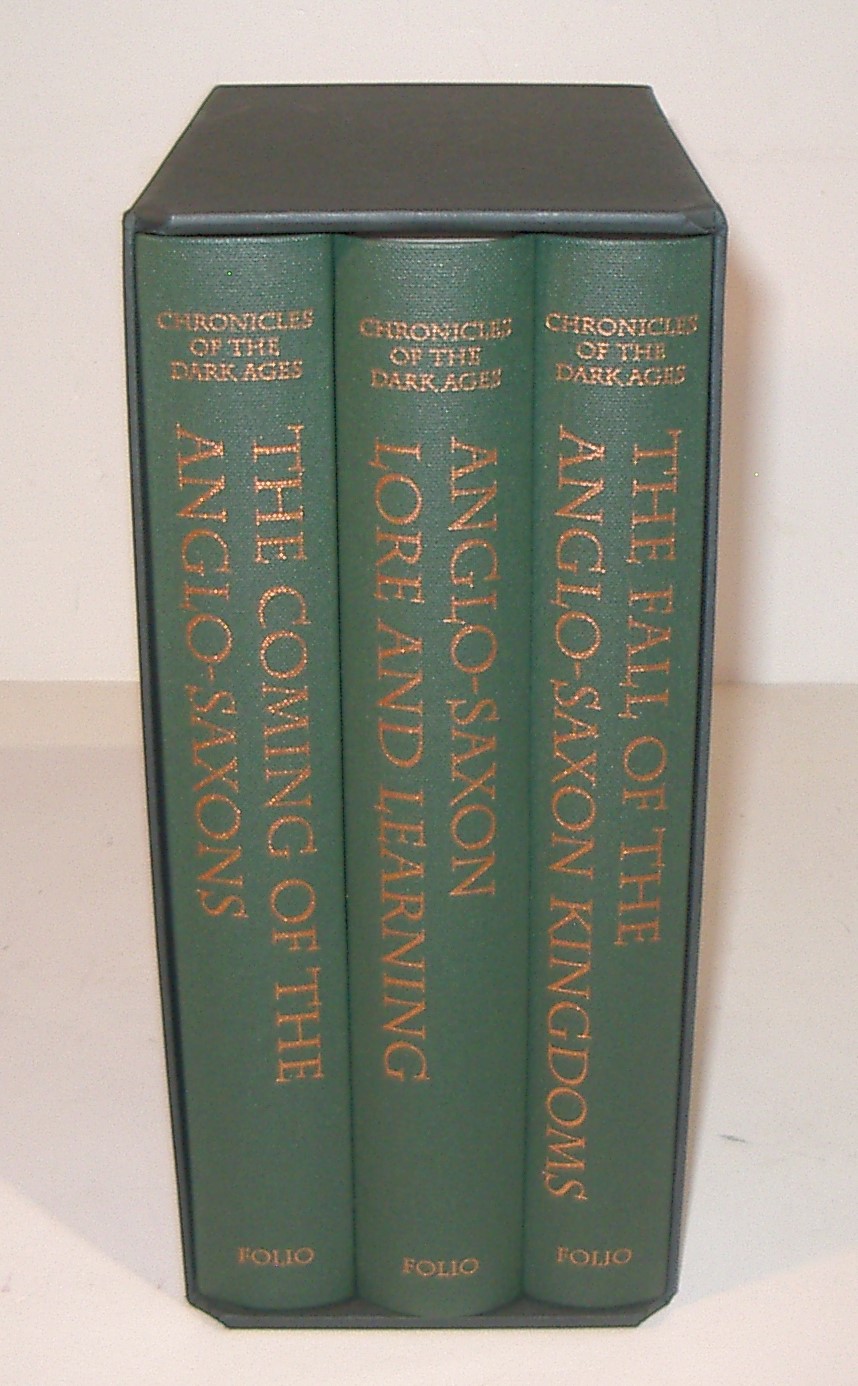 CHRONICLES
OF THE
DARK AGES
THE COMING OF THE
ANGLO-SAXONS
FOLIO
CHRONICLES
OF THE
DARK AGES
ANGLO-SAXON
LORE AND LEARNING
FOLIO
CHRONICLES
OF THE
DARK AGES
THE FALL OF THE
ANGLO-SAXON KINGDOMS
FOLIO